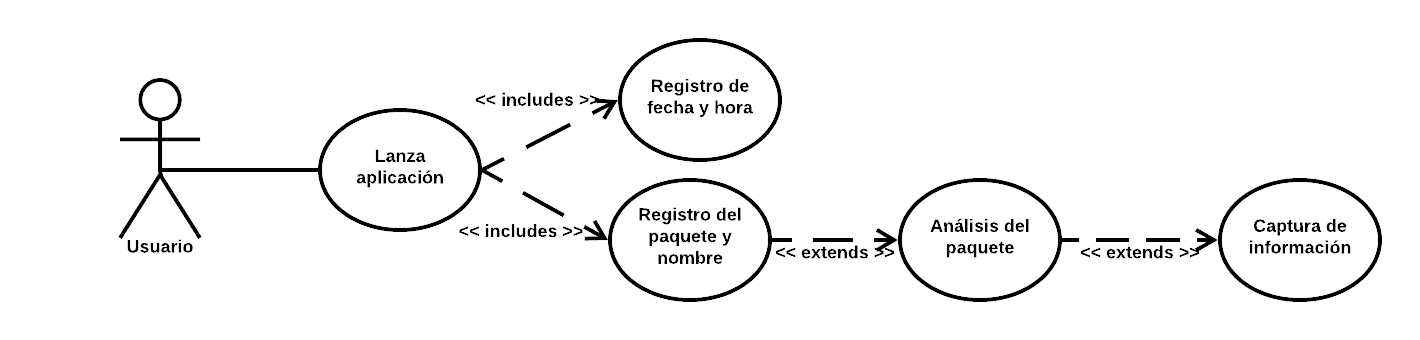 Usuario
Lanza
aplicación
<< includes >>
Registro de
fecha y hora
<< includes >>
Registro del
paquete y
nombre
<< extends >>
Análisis del
paquete
<< extends >>
Captura de
información